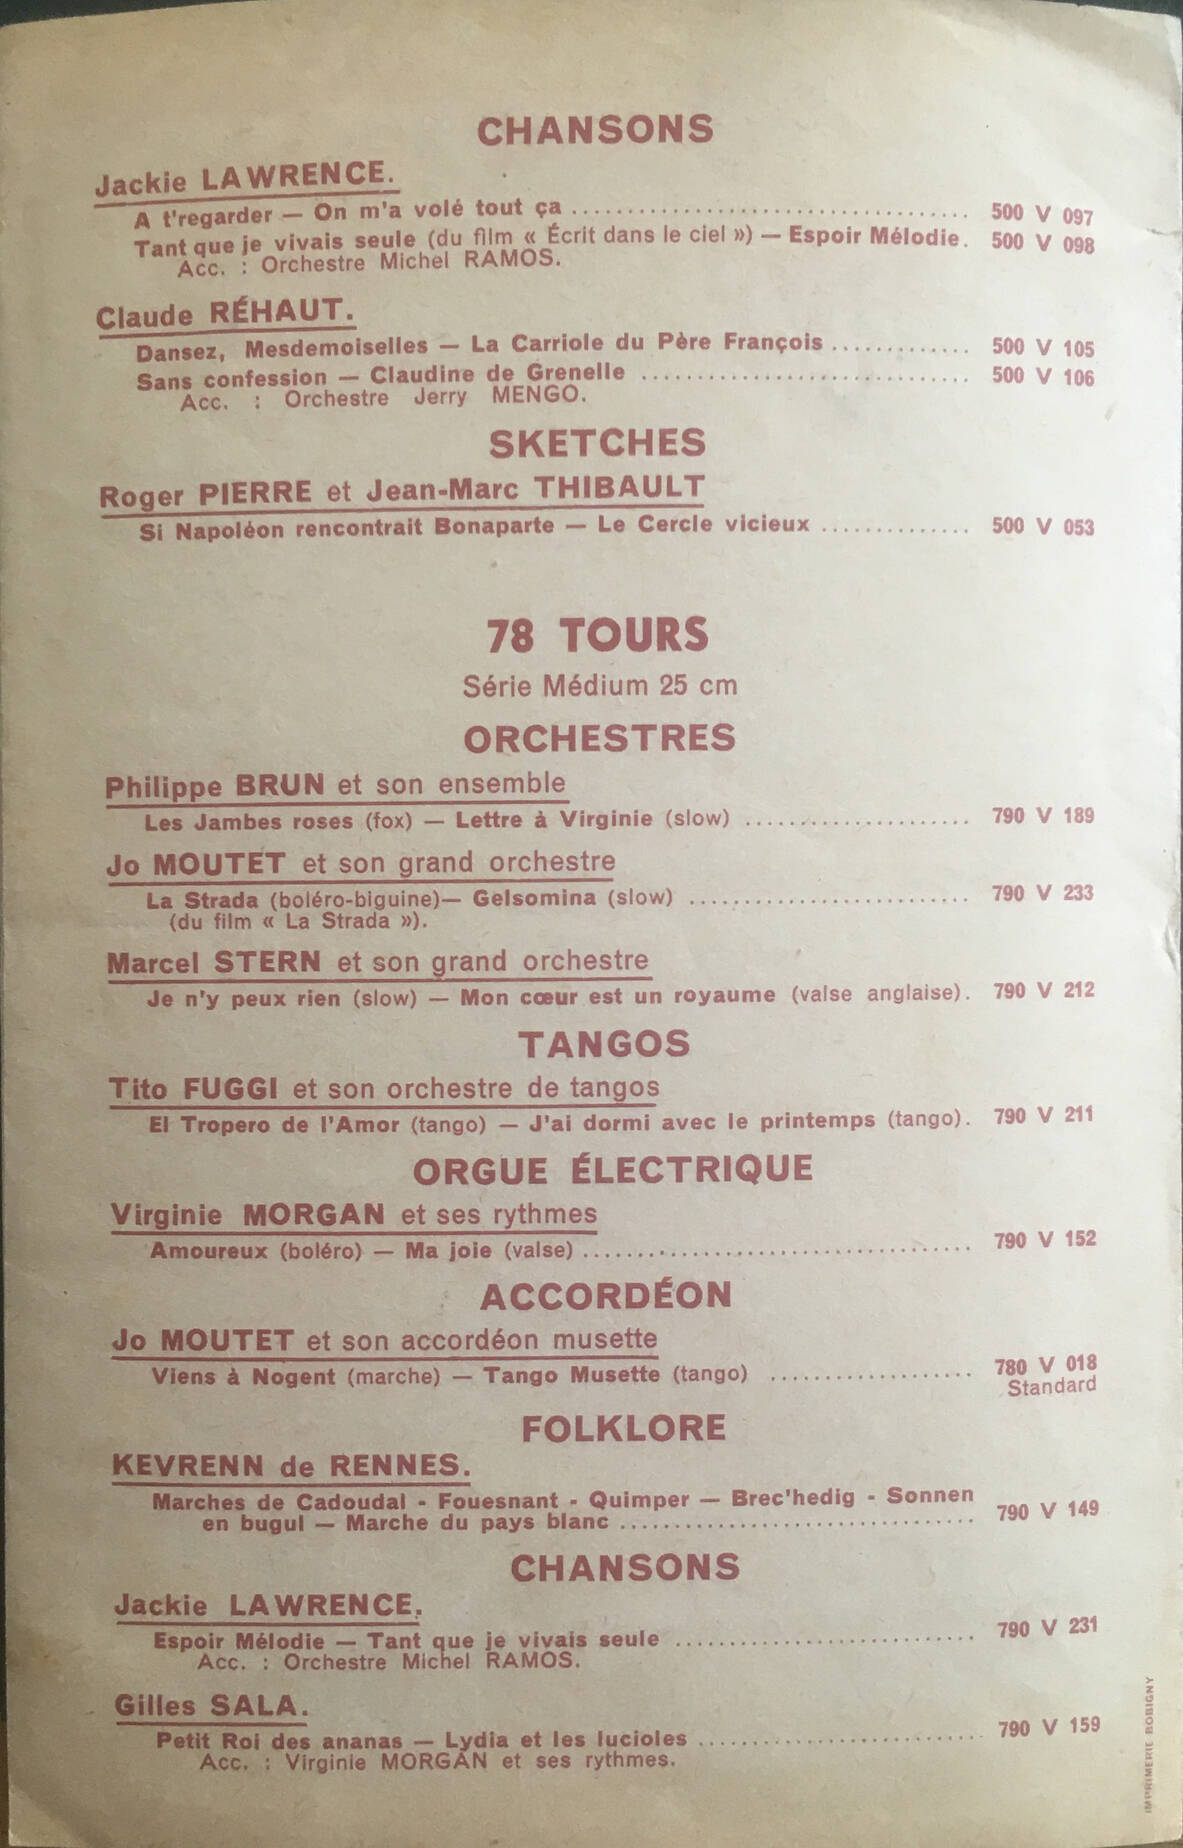 CHANSONS
Jackie LAWRENCE.
A t'regarder — On m'a volé tout ça .................................... 500 V 097
Tant que je vivais seule (du film « Écrit dans le ciel ») — Espoir Mélodie. 500 V 098
Acc. : Orchestre Michel RAMOS.
Claude RÉHAUT.
Dansez, Mesdemoiselles — La Carriole du Père François ............. 500 V 105
Sans confession — Claudine de Grenelle .............................. 500 V 106
Acc. : Orchestre Jerry MENGO.
SKETCHES
Roger PIERRE et Jean-Marc THIBAULT
Si Napoléon rencontrait Bonaparte — Le Cercle vicieux .............. 500 V 053
78 TOURS
Série Médium 25 cm
ORCHESTRES
Philippe BRUN et son ensemble
Les Jambes roses (fox) — Lettre à Virginie (slow) ..................... 790 V 189
Jo MOUTET et son grand orchestre
La Strada (boléro-biguine)— Gelsomina (slow) .......................... 790 V 233
(du film « La Strada »).
Marcel STERN et son grand orchestre
Je n'y peux rien (slow) — Mon cœur est un royaume (valse anglaise). 790 V 212
TANGOS
Tito FUGGI et son orchestre de tangos
El Tropero de l'Amor (tango) — J'ai dormi avec le printemps (tango). 790 V 211
ORGUE ÉLECTRIQUE
Virginie MORGAN et ses rythmes
Amoureux (boléro) — Ma joie (valse) ................................... 790 V 152
ACCORDÉON
Jo MOUTET et son accordéon musette
Viens à Nogent (marche) — Tango Musette (tango) ................... 780 V 018
Standard
FOLKLORE
KEVRENN de RENNES.
Marches de Cadoudal - Fouesnant - Quimper — Brec'hedig - Sonnen
en bugul — Marche du pays blanc ................................ 790 V 149
CHANSONS
Jackie LAWRENCE.
Espoir Mélodie — Tant que je vivais seule ........................... 790 V 231
Acc. : Orchestre Michel RAMOS.
Gilles SALA.
Petit Roi des ananas — Lydia et les lucioles .......................... 790 V 159
Acc. : Virginie MORGAN et ses rythmes.
IMPRIMERIE BOBIGNY